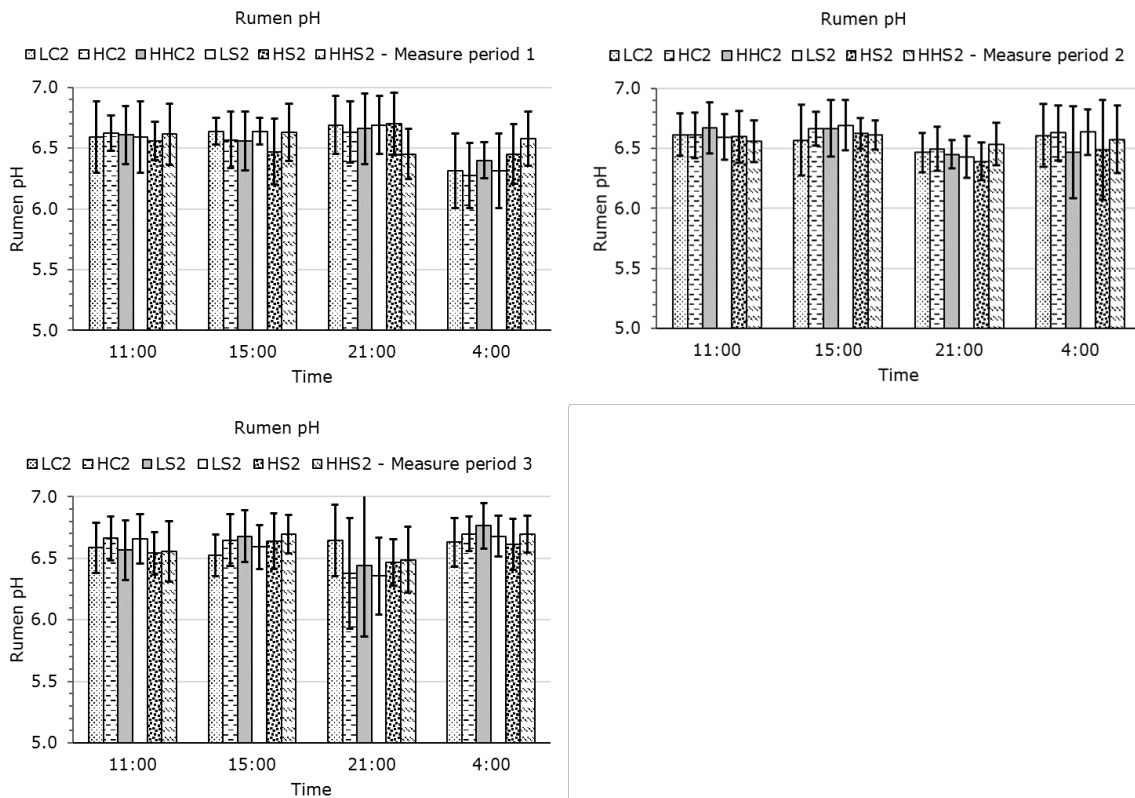 Rumen pH
LC2 HC2 HHC2 LS2 HS2 HHS2 - Measure period 1
7.0
6.5
6.0
5.5
5.0
Rumen pH
11:00 15:00 21:00 4:00
Time
Rumen pH
LC2 HC2 HHC2 LS2 HS2 HHS2 - Measure period 2
7.0
6.5
6.0
5.5
5.0
Rumen pH
11:00 15:00 21:00 4:00
Time
Rumen pH
LC2 HC2 LS2 LS2 HS2 HHS2 - Measure period 3
7.0
6.5
6.0
5.5
5.0
Rumen pH
11:00 15:00 21:00 4:00
Time